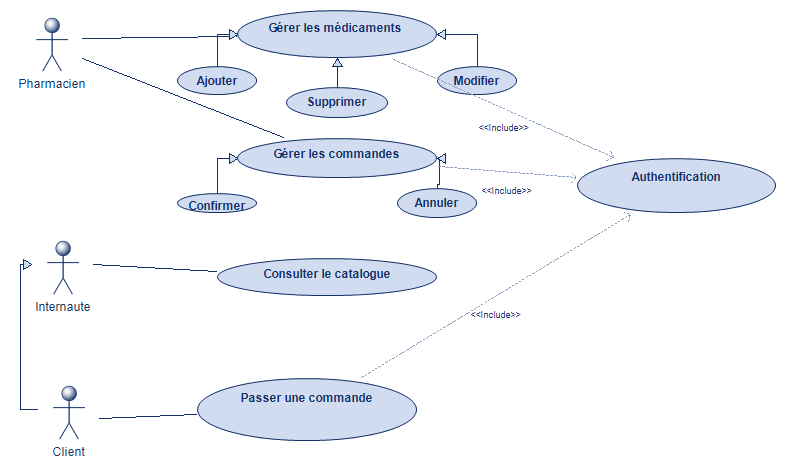 Gérer les médicaments
Pharmacien
Ajouter
Supprimer
Modifier
<<Include>>
Gérer les commandes
Authentification
<<Include>>
Confirmer
Annuler
Consulter le catalogue
Internaute
<<Include>>
Passer une commande
Client